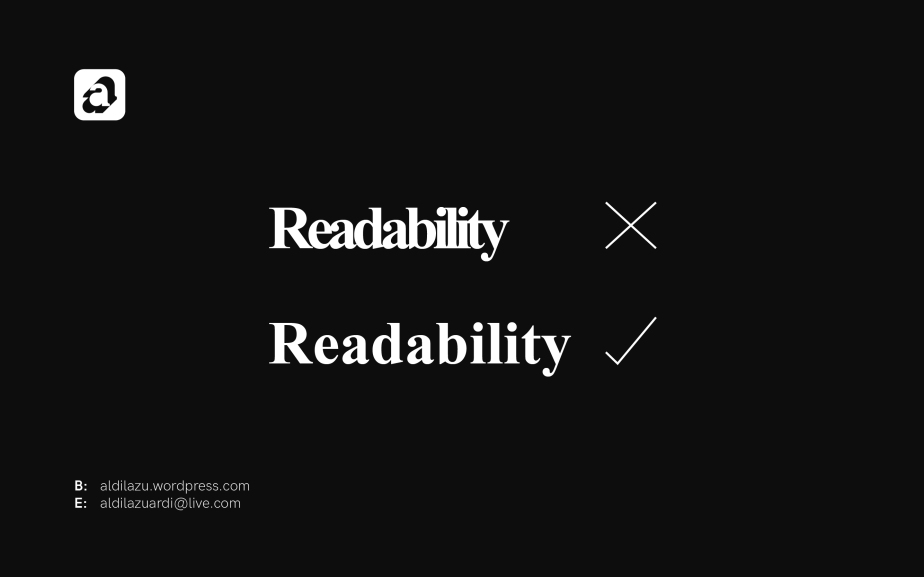 a
Readability
Readability
B: aldilazu.wordpress.com
E: aldilazuardi@live.com